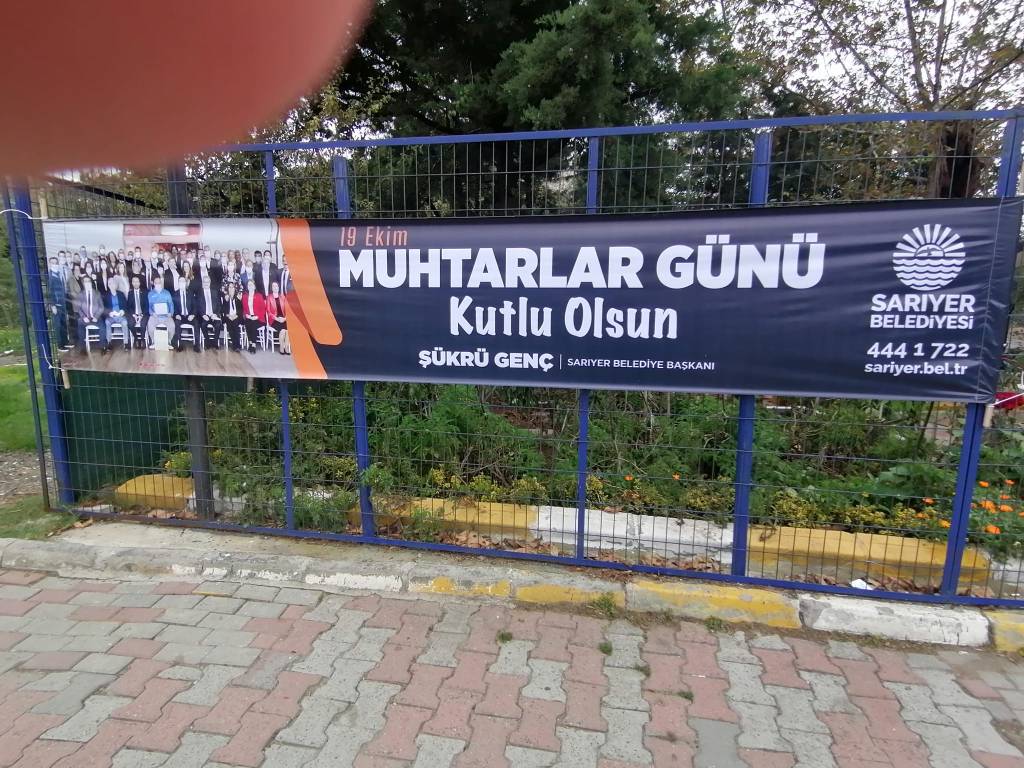 19 Ekim
MUHTARLAR GÜNÜ
Kutlu Olsun
ŞÜKRÜ GENÇ | SARIYER BELEDİYE BAŞKANI
SARIYER
BELEDİYESİ
444 1 722
sariyer.bel.tr